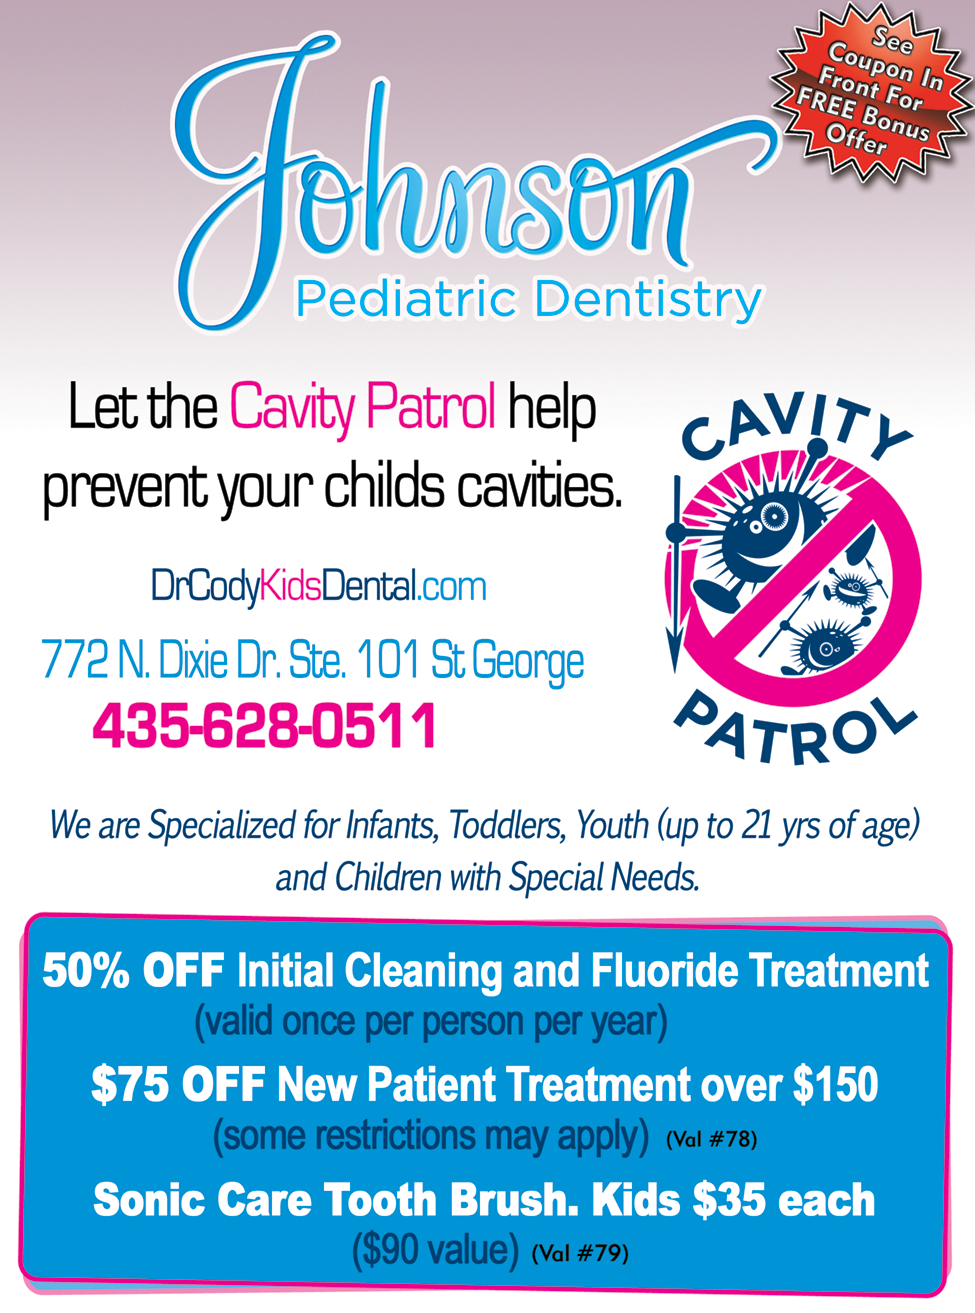 See
Coupon In
Front For
FREE Bonus
Offer
Johnson
Pediatric Dentistry
Let the Cavity Patrol help
prevent your childs cavities.
CAVITY
PATROL
DrCodyKidsDental.com
772 N. Dixie Dr. Ste. 101 St George
435-628-0511
We are Specialized for Infants, Toddlers, Youth (up to 21 yrs of age)
and Children with Special Needs.
50% OFF Initial Cleaning and Fluoride Treatment
(valid once per person per year)
$75 OFF New Patient Treatment over $150
(some restrictions may apply) (Val #78)
Sonic Care Tooth Brush. Kids $35 each
($90 value) (Val #79)